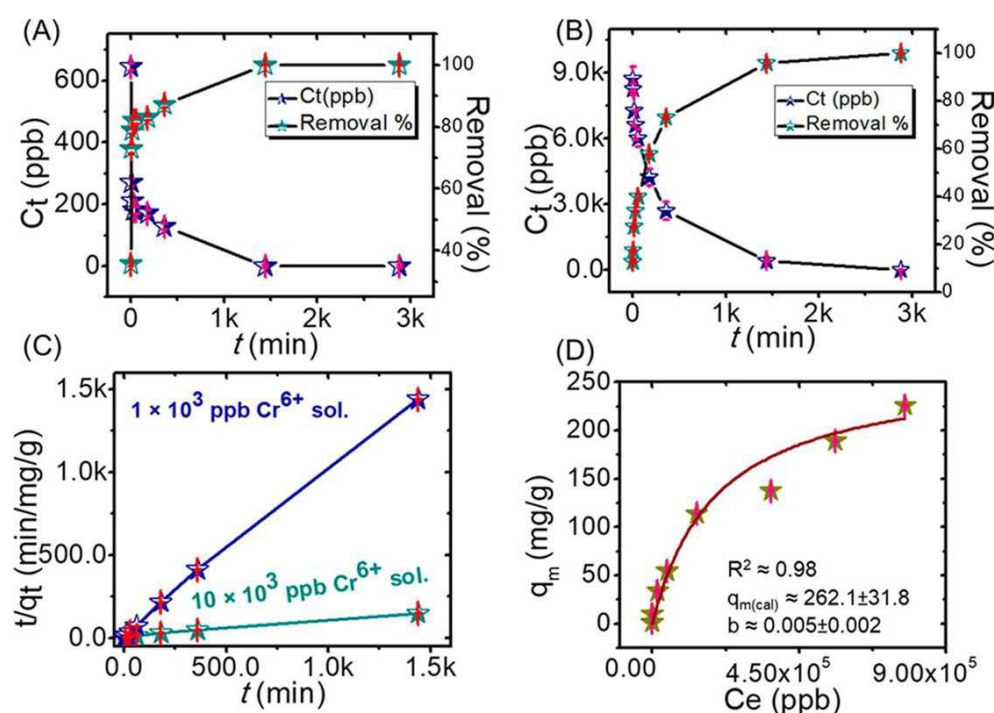 (A)
Ct (ppb)
600
400
200
0
Ct(ppb)
Removal %
100
80
60
40
Removal (%)
0
1k
2k
3k
t (min)
(B)
Ct (ppb)
9.0k
6.0k
3.0k
0.0
Ct (ppb)
Removal %
100
80
60
40
20
0
Removal (%)
0
1k
2k
3k
t (min)
(C)
t/qt (min/mg/g)
1.5k
1.0k
500.0
0.0
1 × 10³ ppb Cr⁶⁺ sol.
10 × 10³ ppb Cr⁶⁺ sol.
0.0
500.0
1.0k
1.5k
t (min)
(D)
qm (mg/g)
250
200
150
100
50
0
R² ≈ 0.98
qm(cal) ≈ 262.1±31.8
b ≈ 0.005±0.002
0.00
4.50x10⁵
9.00x10⁵
Ce (ppb)